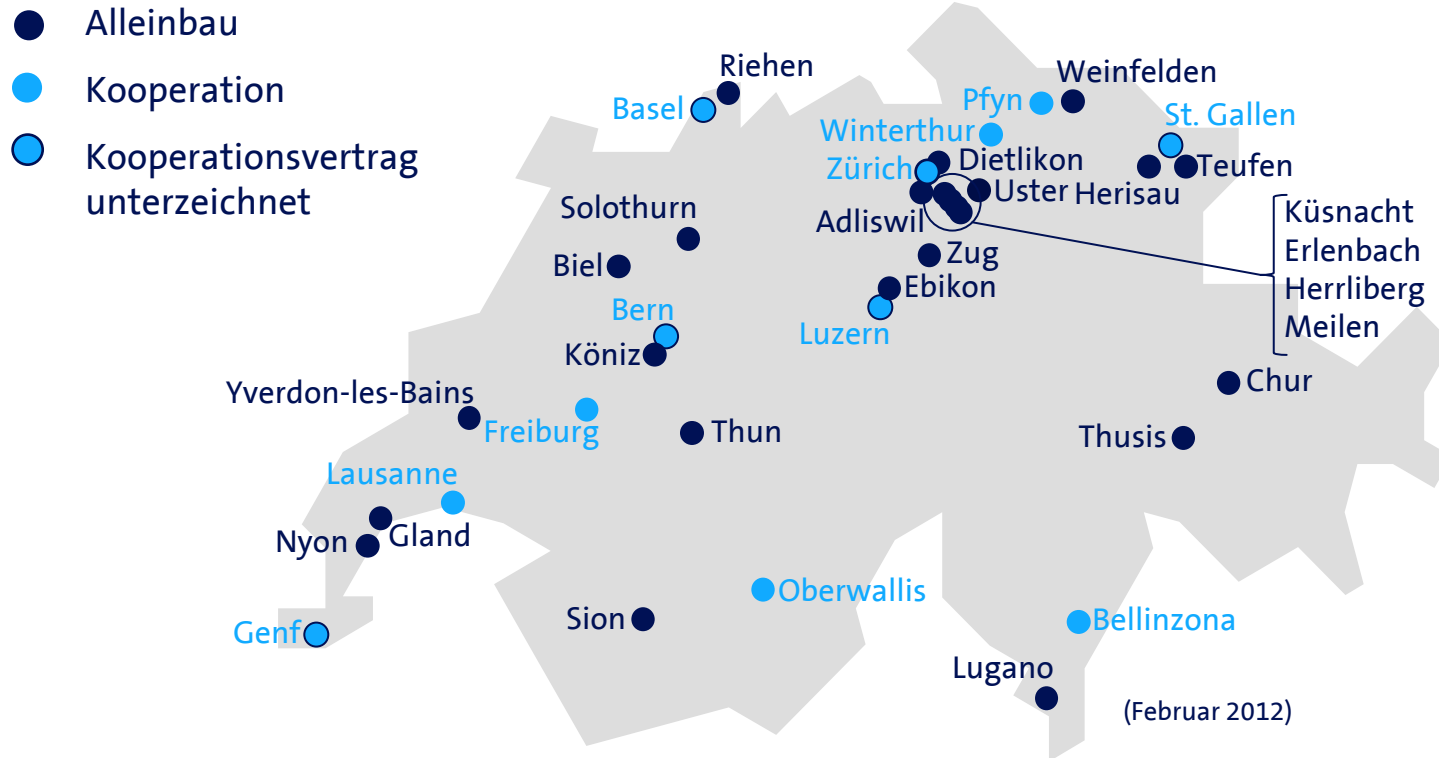 Alleinbau
Kooperation
Kooperationsvertrag
unterzeichnet
Riehen
Basel
Weinfelden
Pfyn
St. Gallen
Winterthur
Zürich
Dietlikon
Teufen
Uster
Herisau
Adliswil
Küsnacht
Erlenbach
Herrliberg
Meilen
Solothurn
Zug
Biel
Ebikon
Bern
Luzern
Köniz
Chur
Yverdon-les-Bains
Freiburg
Thun
Thusis
Lausanne
Gland
Nyon
Oberwallis
Sion
Bellinzona
Genf
Lugano
(Februar 2012)